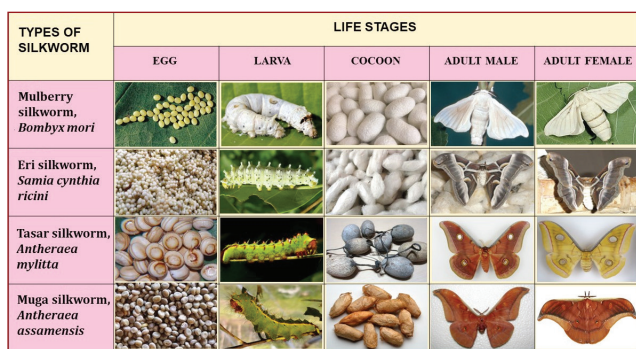 TYPES OF
SILKWORM
LIFE STAGES
EGG
LARVA
COCOON
ADULT MALE
ADULT FEMALE
Mulberry
silkworm,
Bombyx mori
Eri silkworm,
Samia cynthia
ricini
Tasar silkworm,
Antheraea
mylitta
Muga silkworm,
Antheraea
assamensis